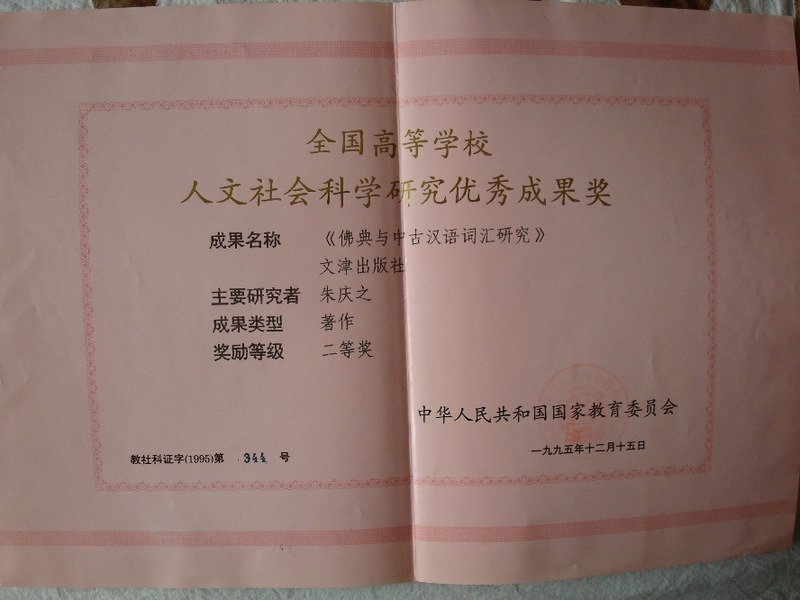 全国高等学校
人文社会科学研究优秀成果奖
成果名称 《佛典与中古汉语词汇研究》
文津出版社
主要研究者 朱庆之
成果类型 著作
奖励等级 二等奖
中华人民共和国国家教育委员会
一九九五年十二月十五日
教社科证字(1995)第 344 号